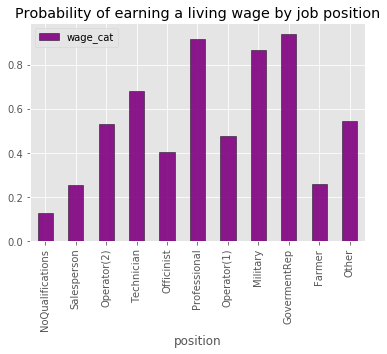 Probability of earning a living wage by job position
wage_cat
0.8
0.6
0.4
0.2
0.0
NoQualifications
Salesperson
Operator(2)
Technician
Officinist
Professional
Operator(1)
Military
GovermentRep
Farmer
Other
position